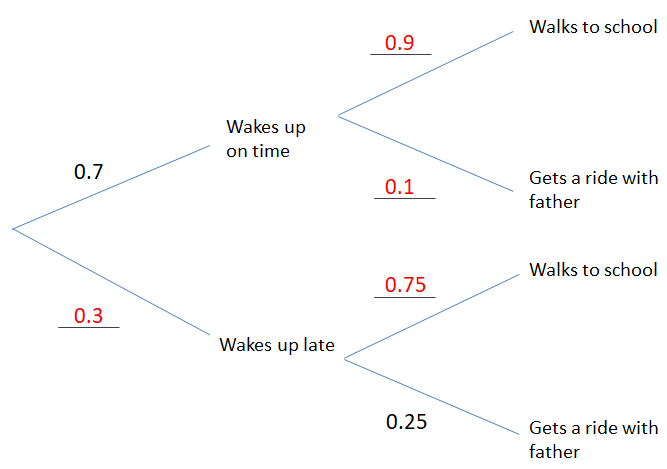 Walks to school
0.9
Wakes up
on time
0.7
0.1
Gets a ride with
father
Walks to school
0.75
0.3
Wakes up late
0.25
Gets a ride with
father